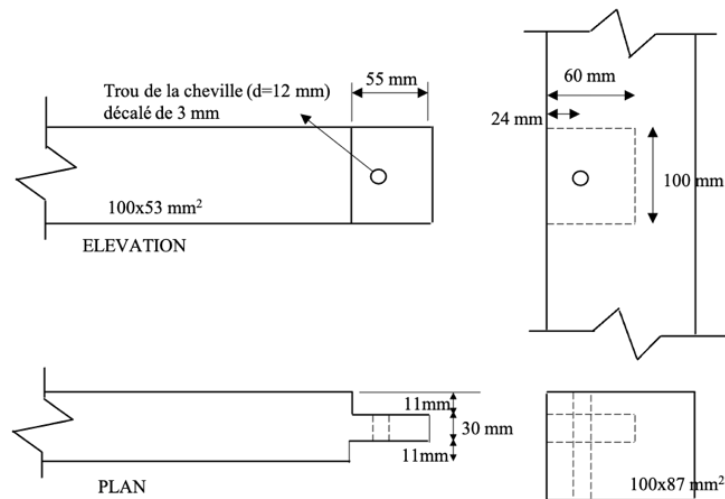 Trou de la cheville (d=12 mm)
décalé de 3 mm
55 mm
100x53 mm²
ELEVATION
60 mm
24 mm
100 mm
11mm
30 mm
11mm
PLAN
100x87 mm²